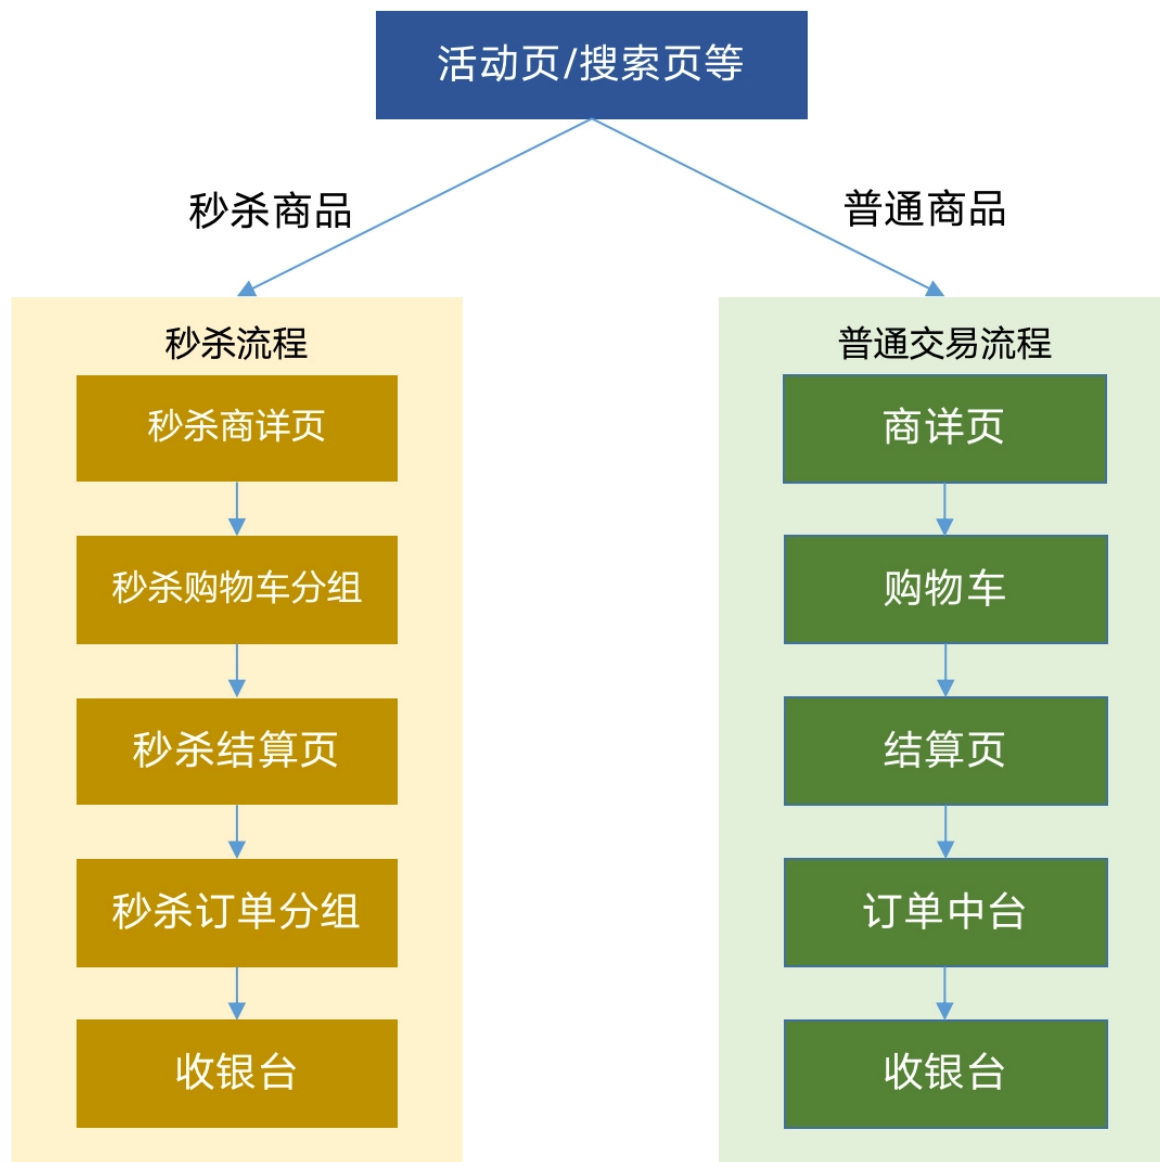 活动页/搜索页等
秒杀商品
普通商品
秒杀流程
秒杀商详页
秒杀购物车分组
秒杀结算页
秒杀订单分组
收银台
普通交易流程
商详页
购物车
结算页
订单中台
收银台